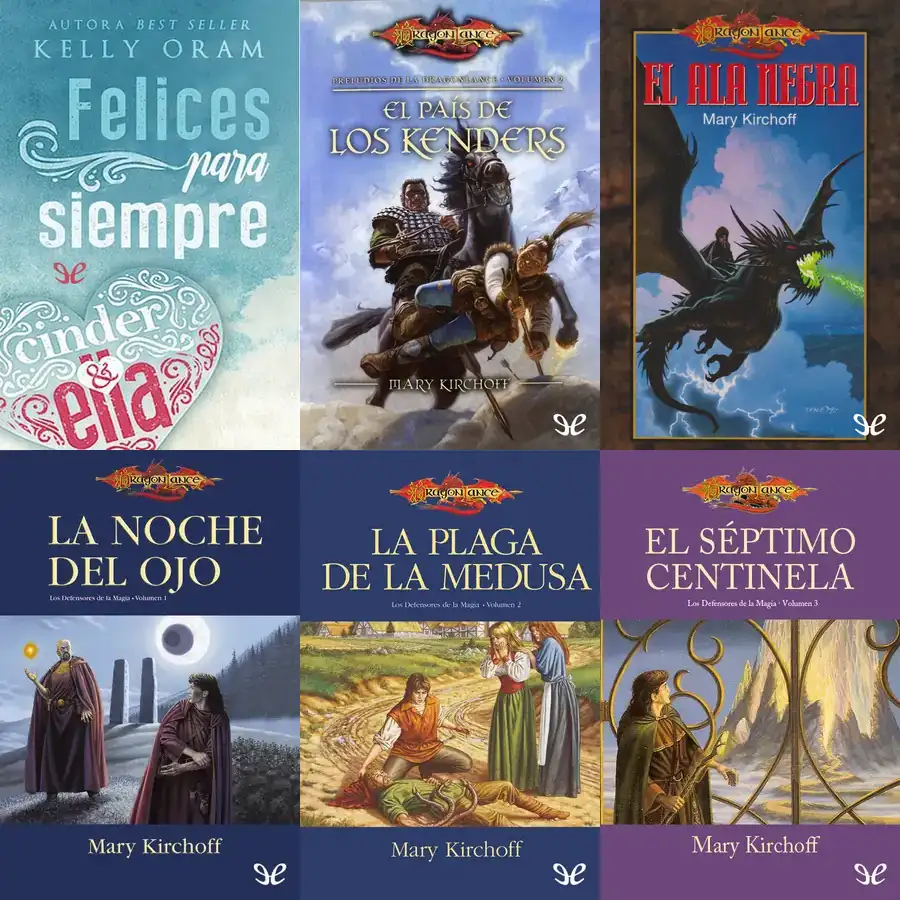 AUTORA BEST SELLER
KELLY ORAM
Felices
para
siempre
cinder
&
ella
DRAGONLANCE
PRELUDIOS DE LA DRAGONLANCE • VOLUMEN 2
EL PAÍS DE
LOS KENDERS
MARY KIRCHOFF
DRAGONLANCE
EL ALA NEGRA
Mary Kirchoff
DRAGONLANCE
LA NOCHE
DEL OJO
Los Defensores de la Magia • Volumen 1
Mary Kirchoff
DRAGONLANCE
LA PLAGA
DE LA MEDUSA
Los Defensores de la Magia • Volumen 2
Mary Kirchoff
DRAGONLANCE
EL SÉPTIMO
CENTINELA
Los Defensores de la Magia · Volumen 3
Mary Kirchoff